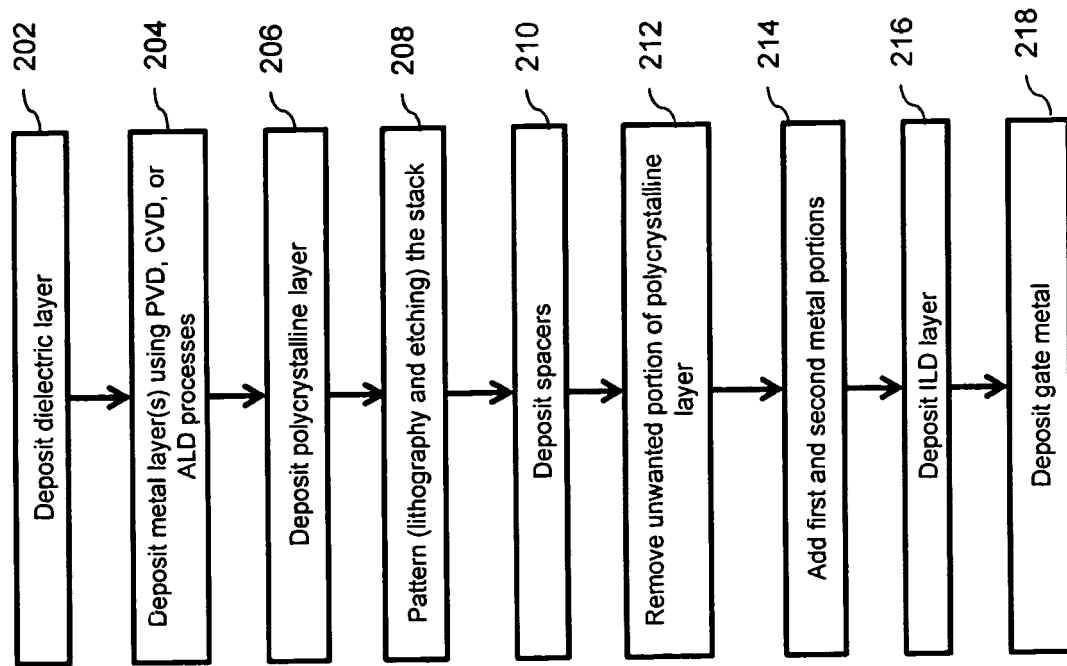 Deposit dielectric layer
202
Deposit metal layer(s) using PVD, CVD, or
ALD processes
204
Deposit polycrystalline layer
206
Pattern (lithography and etching) the stack
208
Deposit spacers
210
Remove unwanted portion of polycrystalline
layer
212
Add first and second metal portions
214
Deposit ILD layer
216
Deposit gate metal
218